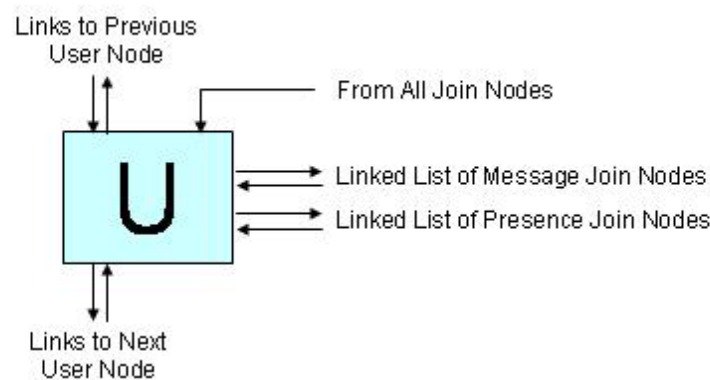 Links to Previous
User Node
From All Join Nodes
U
Linked List of Message Join Nodes
Linked List of Presence Join Nodes
Links to Next
User Node